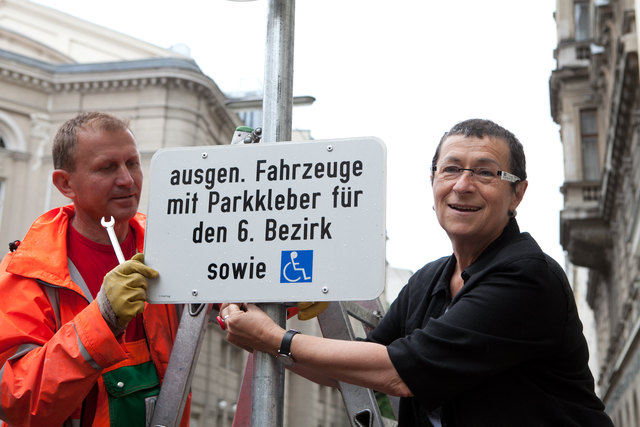 ausgen. Fahrzeuge
mit Parkkleber für
den 6. Bezirk
sowie